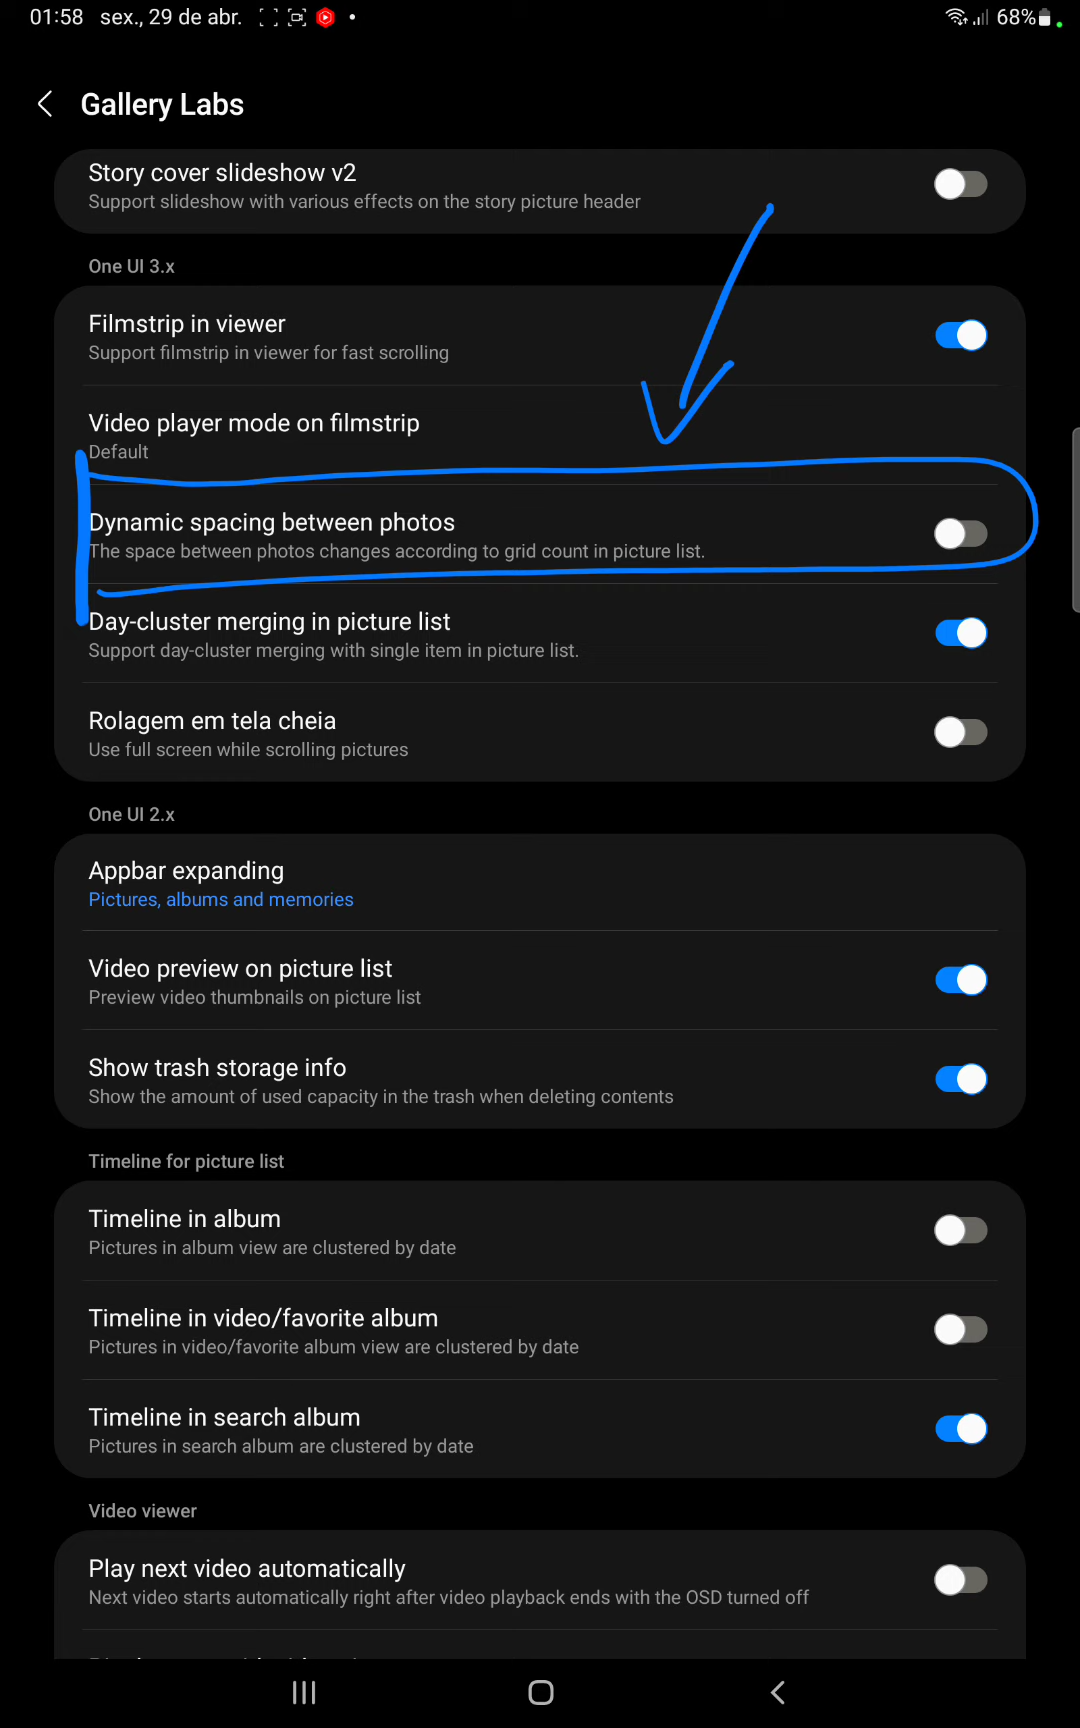 01:58 sex., 29 de abr.
68%
Gallery Labs
Story cover slideshow v2
Support slideshow with various effects on the story picture header
One UI 3.x
Filmstrip in viewer
Support filmstrip in viewer for fast scrolling
Video player mode on filmstrip
Default
Dynamic spacing between photos
The space between photos changes according to grid count in picture list.
Day-cluster merging in picture list
Support day-cluster merging with single item in picture list.
Rolagem em tela cheia
Use full screen while scrolling pictures
One UI 2.x
Appbar expanding
Pictures, albums and memories
Video preview on picture list
Preview video thumbnails on picture list
Show trash storage info
Show the amount of used capacity in the trash when deleting contents
Timeline for picture list
Timeline in album
Pictures in album view are clustered by date
Timeline in video/favorite album
Pictures in video/favorite album view are clustered by date
Timeline in search album
Pictures in search album are clustered by date
Video viewer
Play next video automatically
Next video starts automatically right after video playback ends with the OSD turned off